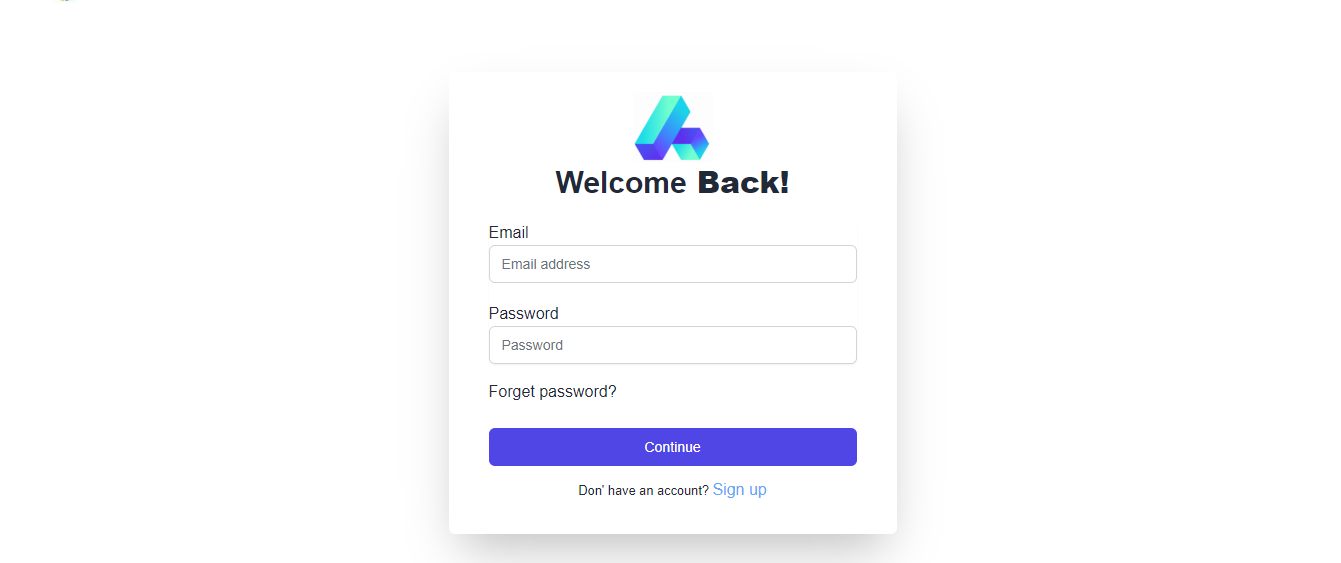 Welcome Back!
Email
Email address
Password
Password
Forget password?
Continue
Don' have an account? Sign up